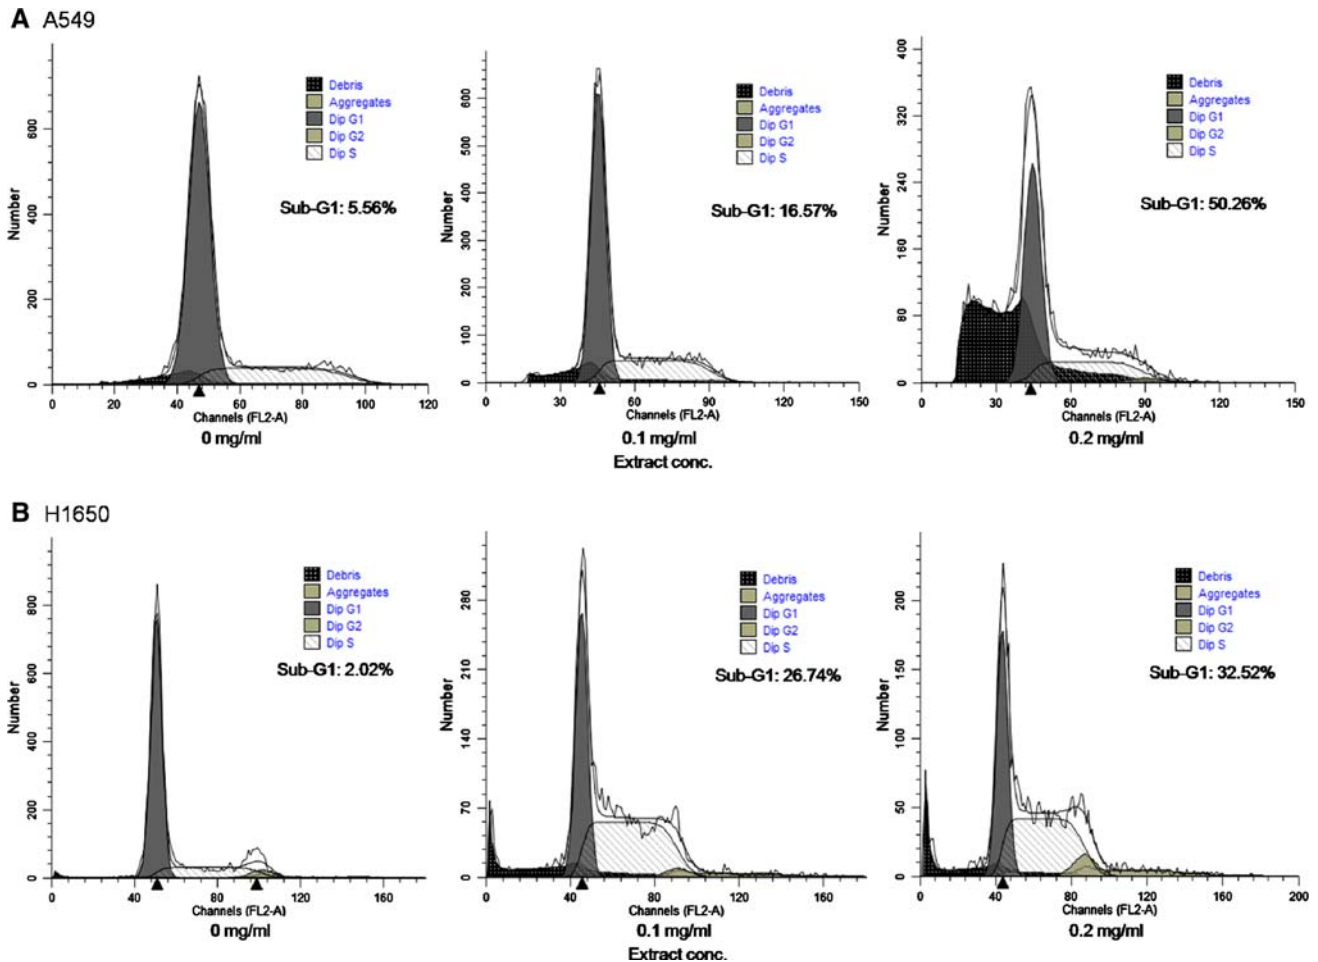 A A549
Debris
Aggregates
Dip G1
Dip G2
Dip S
Sub-G1: 5.56%
Number
0 200 400 600
0 20 40 60 80 100 120
Channels (FL2-A)
0 mg/ml
Debris
Aggregates
Dip G1
Dip G2
Dip S
Sub-G1: 16.57%
Number
0 100 200 300 400 500 600
0 30 60 90 120 150
Channels (FL2-A)
0.1 mg/ml
Extract conc.
Debris
Aggregates
Dip G1
Dip G2
Dip S
Sub-G1: 50.26%
Number
0 80 160 240 320 400
0 30 60 90 120 150
Channels (FL2-A)
0.2 mg/ml
B H1650
Debris
Aggregates
Dip G1
Dip G2
Dip S
Sub-G1: 2.02%
Number
0 200 400 600 800
0 40 80 120 160
Channels (FL2-A)
0 mg/ml
Debris
Aggregates
Dip G1
Dip G2
Dip S
Sub-G1: 26.74%
Number
0 70 140 210 280
0 40 80 120 160
Channels (FL2-A)
0.1 mg/ml
Extract conc.
Debris
Aggregates
Dip G1
Dip G2
Dip S
Sub-G1: 32.52%
Number
0 50 100 150 200
0 40 80 120 160 200
Channels (FL2-A)
0.2 mg/ml